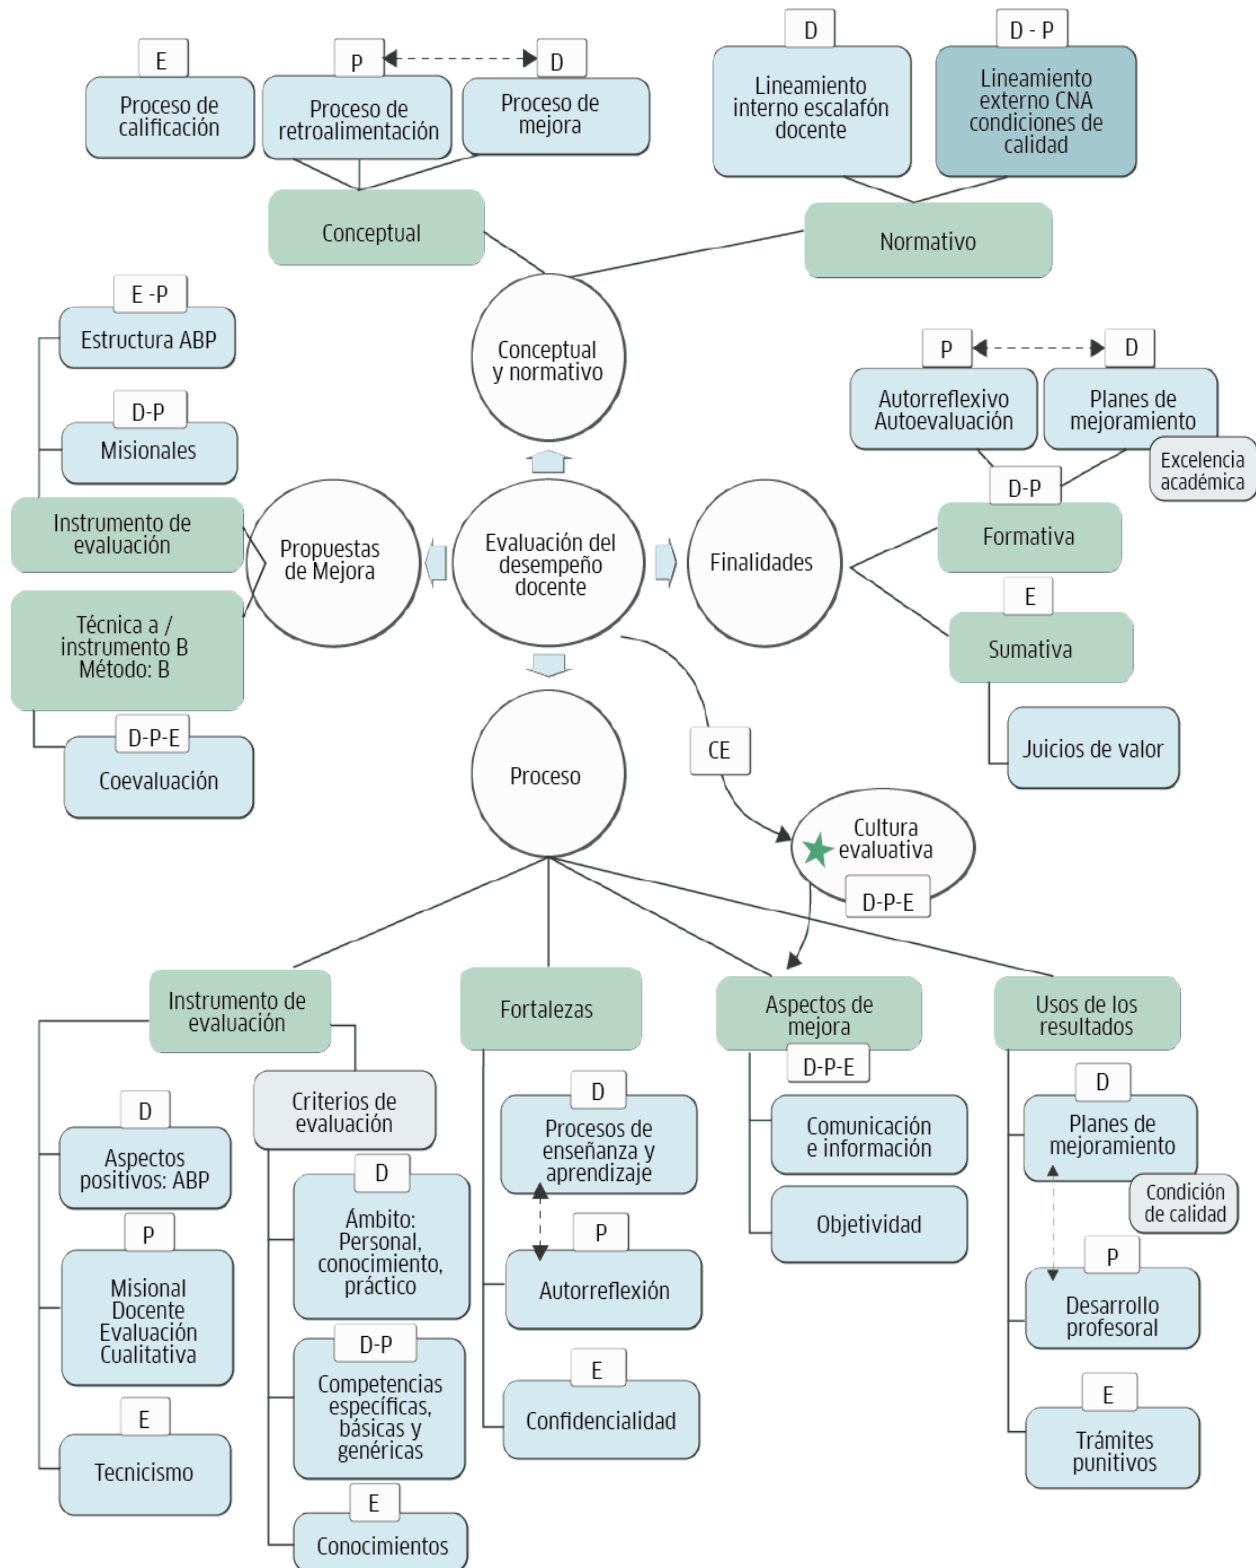 E
Proceso de
calificación
P
Proceso de
retroalimentación
D
Proceso de
mejora
Conceptual
D
Lineamiento
interno escalafón
docente
D - P
Lineamiento
externo CNA
condiciones de
calidad
Normativo
Conceptual
y normativo
E -P
Estructura ABP
D-P
Misionales
Instrumento de
evaluación
Técnica a /
instrumento B
Método: B
D-P-E
Coevaluación
Propuestas
de Mejora
Evaluación del
desempeño
docente
Finalidades
P
Autorreflexivo
Autoevaluación
D
Planes de
mejoramiento
Excelencia
académica
D-P
Formativa
E
Sumativa
Juicios de valor
Proceso
CE
Cultura
evaluativa
D-P-E
Instrumento de
evaluación
D
Aspectos
positivos: ABP
P
Misional
Docente
Evaluación
Cualitativa
E
Tecnicismo
Criterios de
evaluación
D
Ámbito:
Personal,
conocimiento,
práctico
D-P
Competencias
específicas,
básicas y
genéricas
E
Conocimientos
Fortalezas
D
Procesos de
enseñanza y
aprendizaje
P
Autorreflexión
E
Confidencialidad
Aspectos de
mejora
D-P-E
Comunicación
e información
Objetividad
Usos de los
resultados
D
Planes de
mejoramiento
Condición
de calidad
P
Desarrollo
profesoral
E
Trámites
punitivos